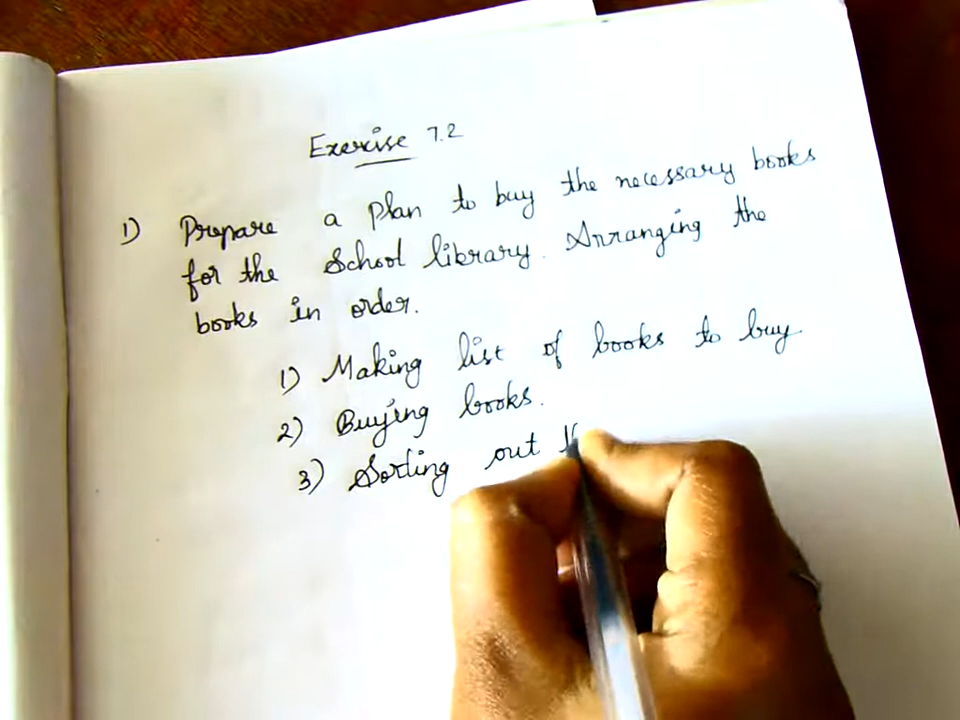 Exercise 7.2
1) Prepare a plan to buy the necessary books
for the School library. Arranging the
books in order.
1) Making list of books to buy.
2) Buying books.
3) Sorting out